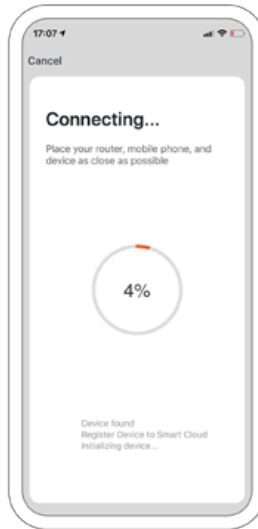 17:07
Cancel
Connecting...
Place your router, mobile phone, and
device as close as possible
4%
Device found
Register Device to Smart Cloud
Initializing device...